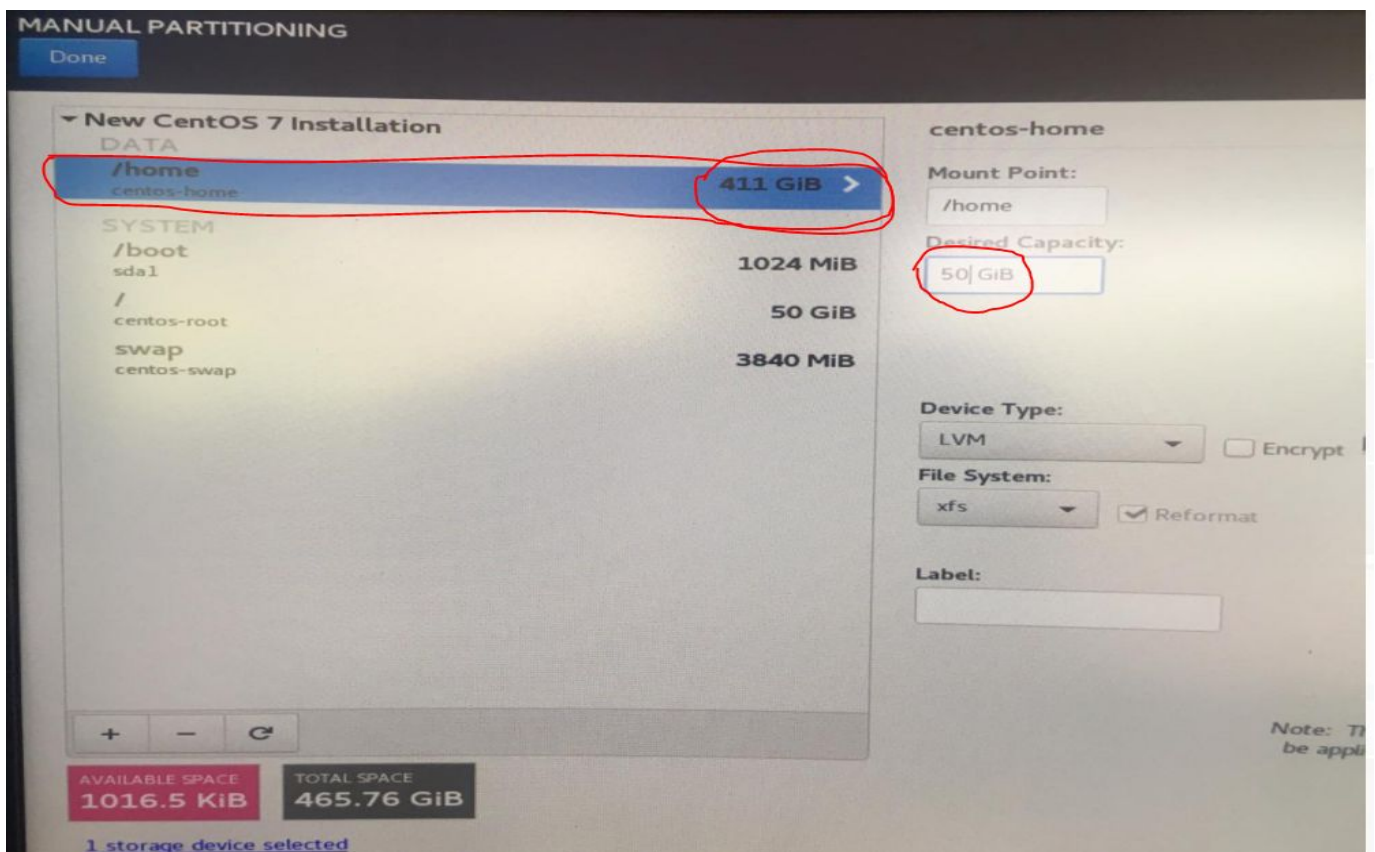 MANUAL PARTITIONING
Done
New CentOS 7 Installation
DATA
/home
centos-home
411 GiB
SYSTEM
/boot
sda1
1024 MiB
/
centos-root
50 GiB
swap
centos-swap
3840 MiB
+ −
AVAILABLE SPACE
1016.5 KiB
TOTAL SPACE
465.76 GiB
1 storage device selected
centos-home
Mount Point:
/home
Desired Capacity:
50 GiB
Device Type:
LVM
Encrypt
File System:
xfs
Reformat
Label:
Note:
be